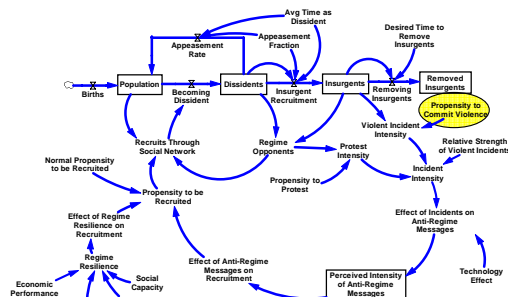 Avg Time as
Dissident
Desired Time to
Remove
Insurgents
Appeasement
Rate
Appeasement
Fraction
Births
Population
Becoming
Dissident
Dissidents
Insurgent
Recruitment
Insurgents
Removing
Insurgents
Removed
Insurgents
Propensity to
Commit Violence
Violent Incident
Intensity
Recruits Through
Social Network
Regime
Opponents
Protest
Intensity
Relative Strength
of Violent Incidents
Normal Propensity
to be Recruited
Propensity to
Protest
Incident
Intensity
Propensity to be
Recruited
Effect of Regime
Resilience on
Recruitment
Effect of Incidents on
Anti-Regime
Messages
Regime
Resilience
Effect of Anti-Regime
Messages on
Recruitment
Economic
Performance
Social
Capacity
Perceived Intensity
of Anti-Regime
Messages
Technology
Effect